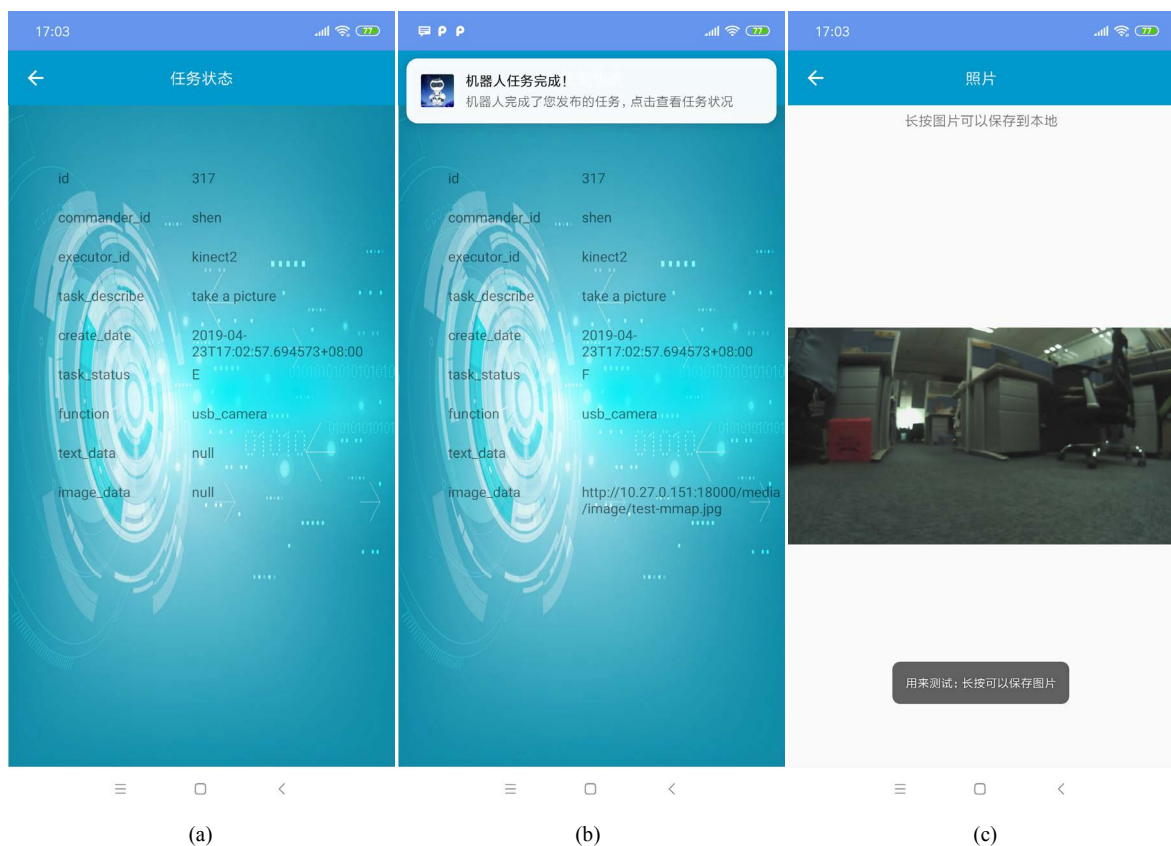 17:03
77
任务状态
id 317
commander_id shen
executor_id kinect2
task_describe take a picture
create_date 2019-04-
23T17:02:57.694573+08:00
task_status E
function usb_camera
text_data null
image_data null
(a)
77
机器人任务完成!
机器人完成了您发布的任务,点击查看任务状况
id 317
commander_id shen
executor_id kinect2
task_describe take a picture
create_date 2019-04-
23T17:02:57.694573+08:00
task_status F
function usb_camera
text_data
image_data http://10.27.0.151:18000/media
/image/test-mmap.jpg
(b)
17:03
77
照片
长按图片可以保存到本地
用来测试:长按可以保存图片
(c)